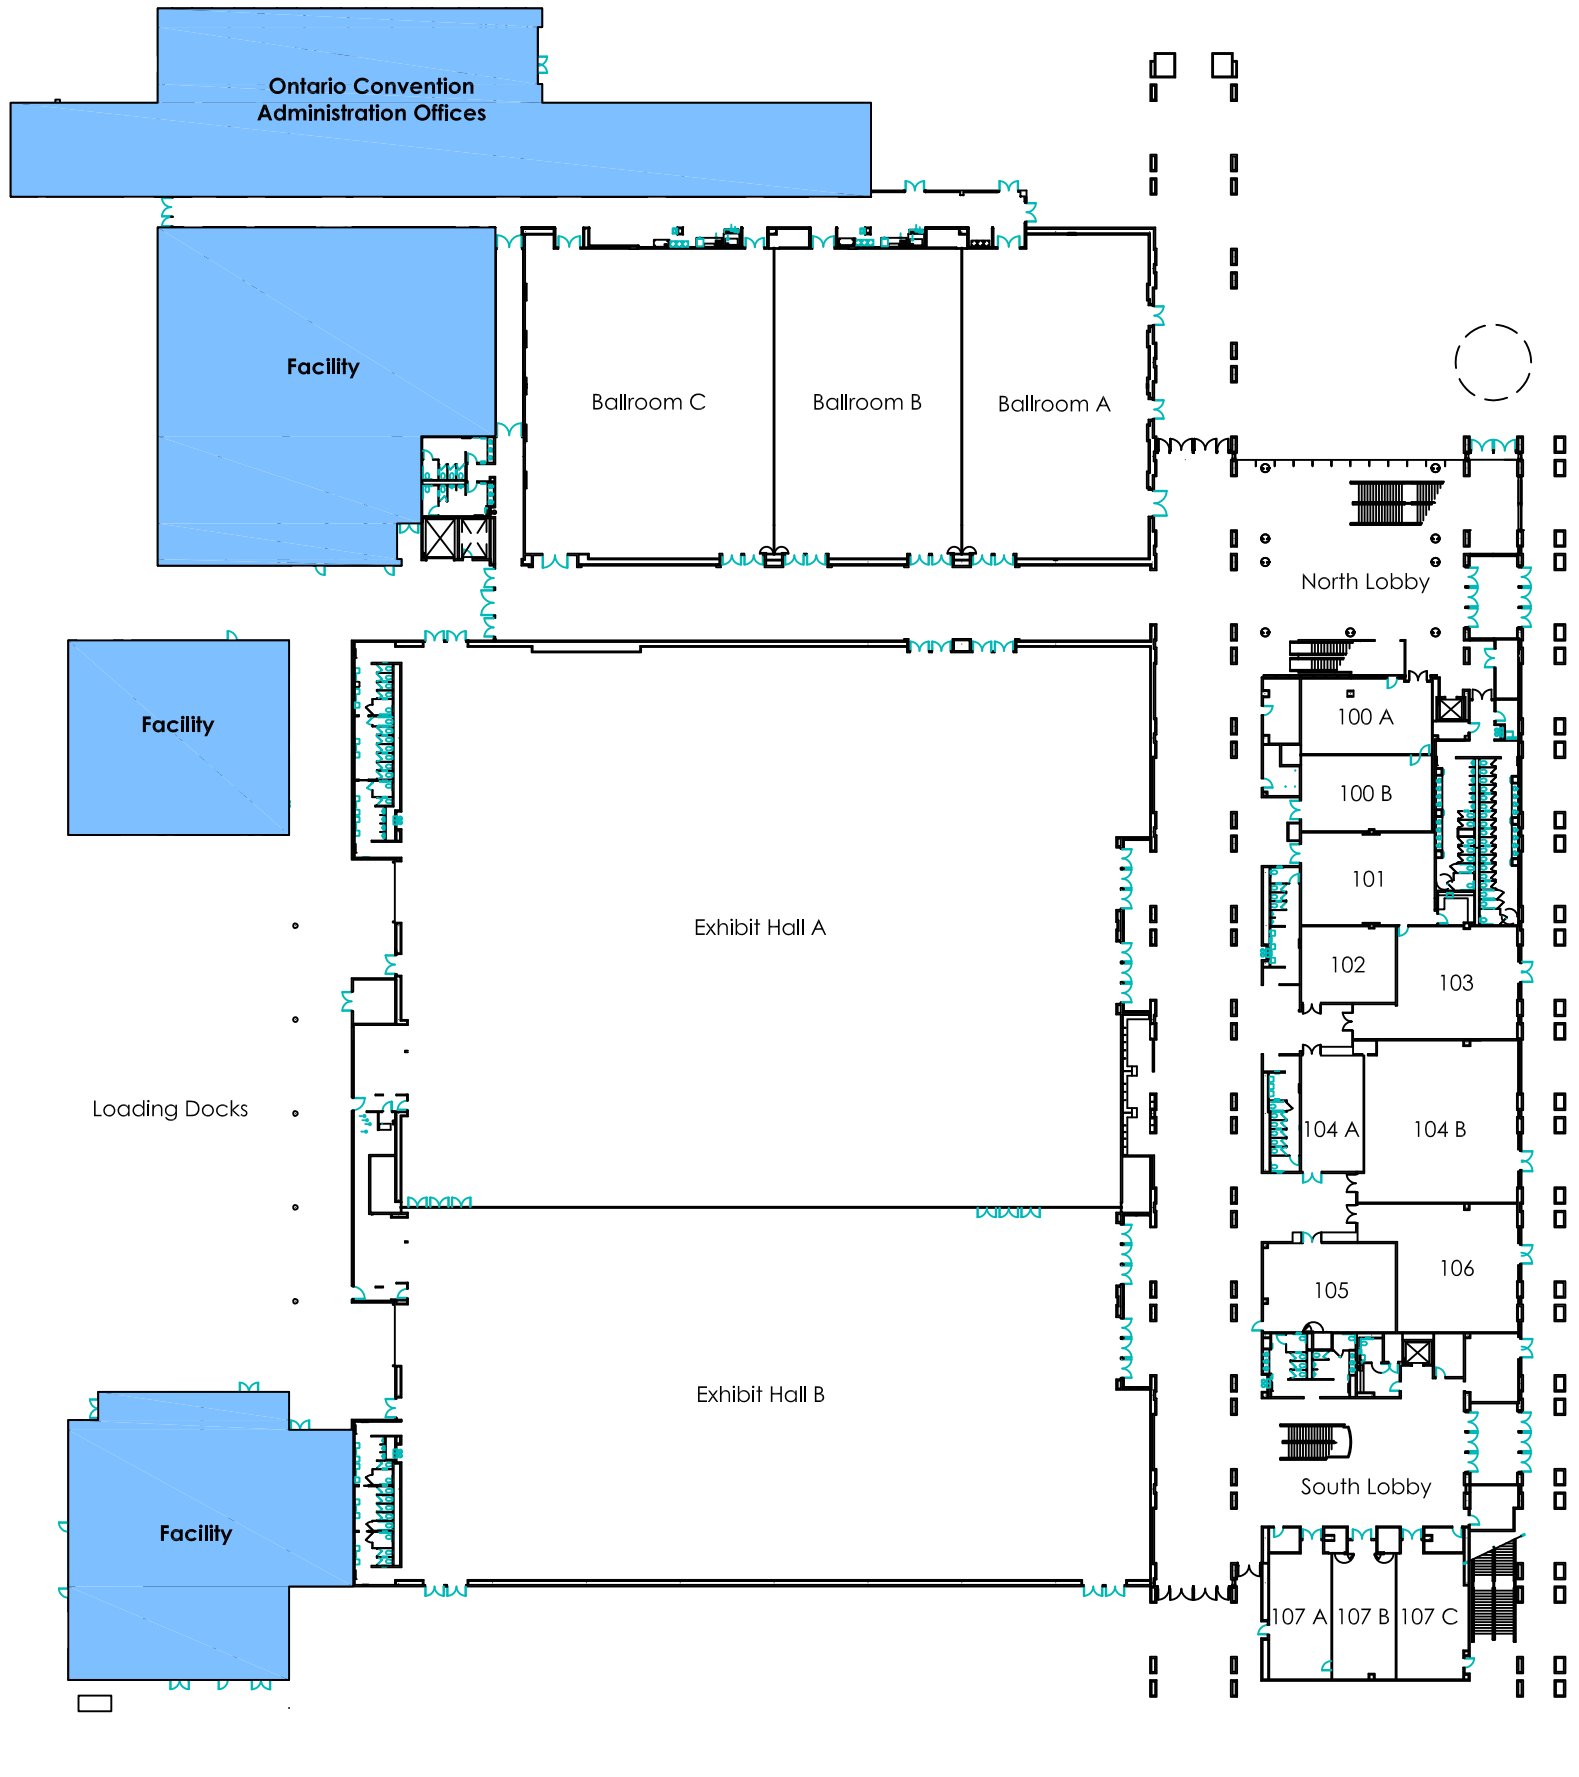 Ontario Convention
Administration Offices
Facility
Ballroom C
Ballroom B
Ballroom A
North Lobby
Facility
100 A
100 B
101
Exhibit Hall A
102
103
Loading Docks
104 A
104 B
105
106
Exhibit Hall B
South Lobby
Facility
107 A
107 B
107 C